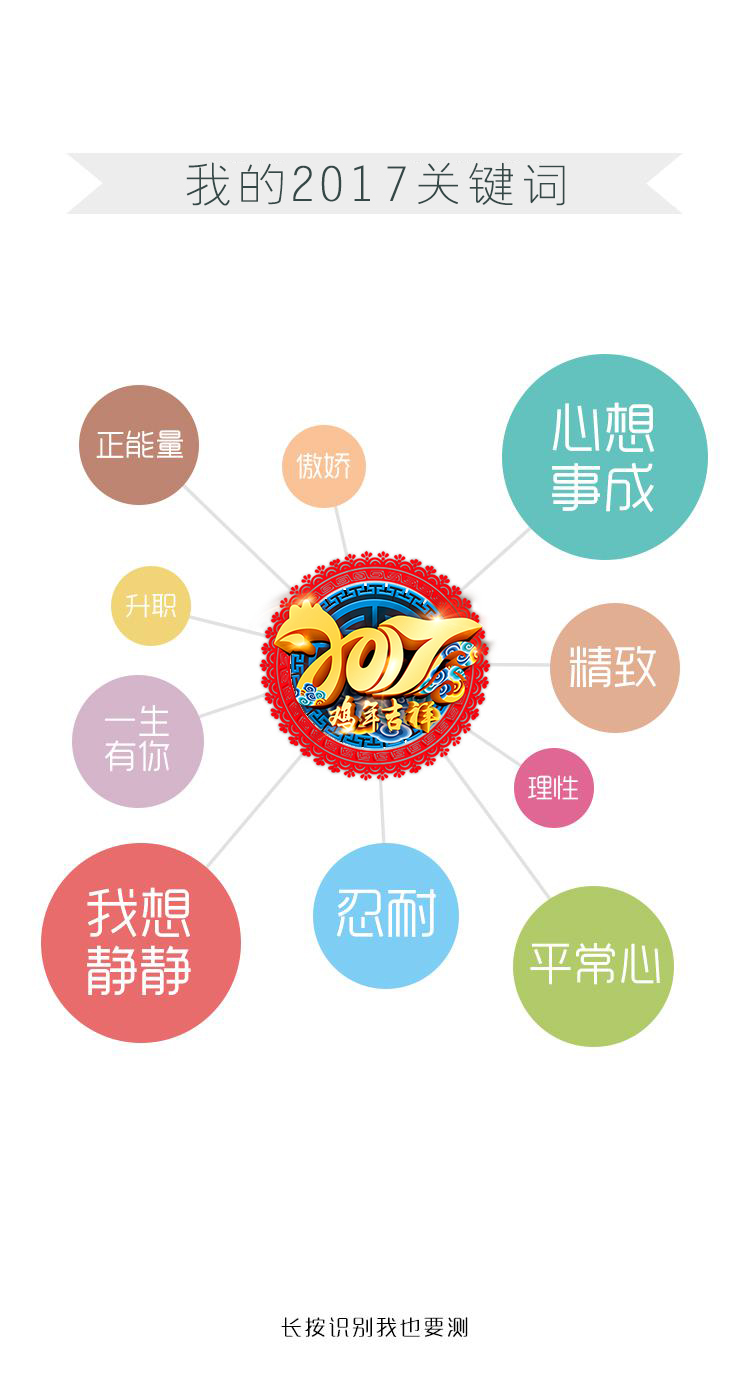 我的2017关键词
正能量
傲娇
心想
事成
升职
2017
鸡年吉祥
精致
一生
有你
理性
我想
静静
忍耐
平常心
长按识别我也要测